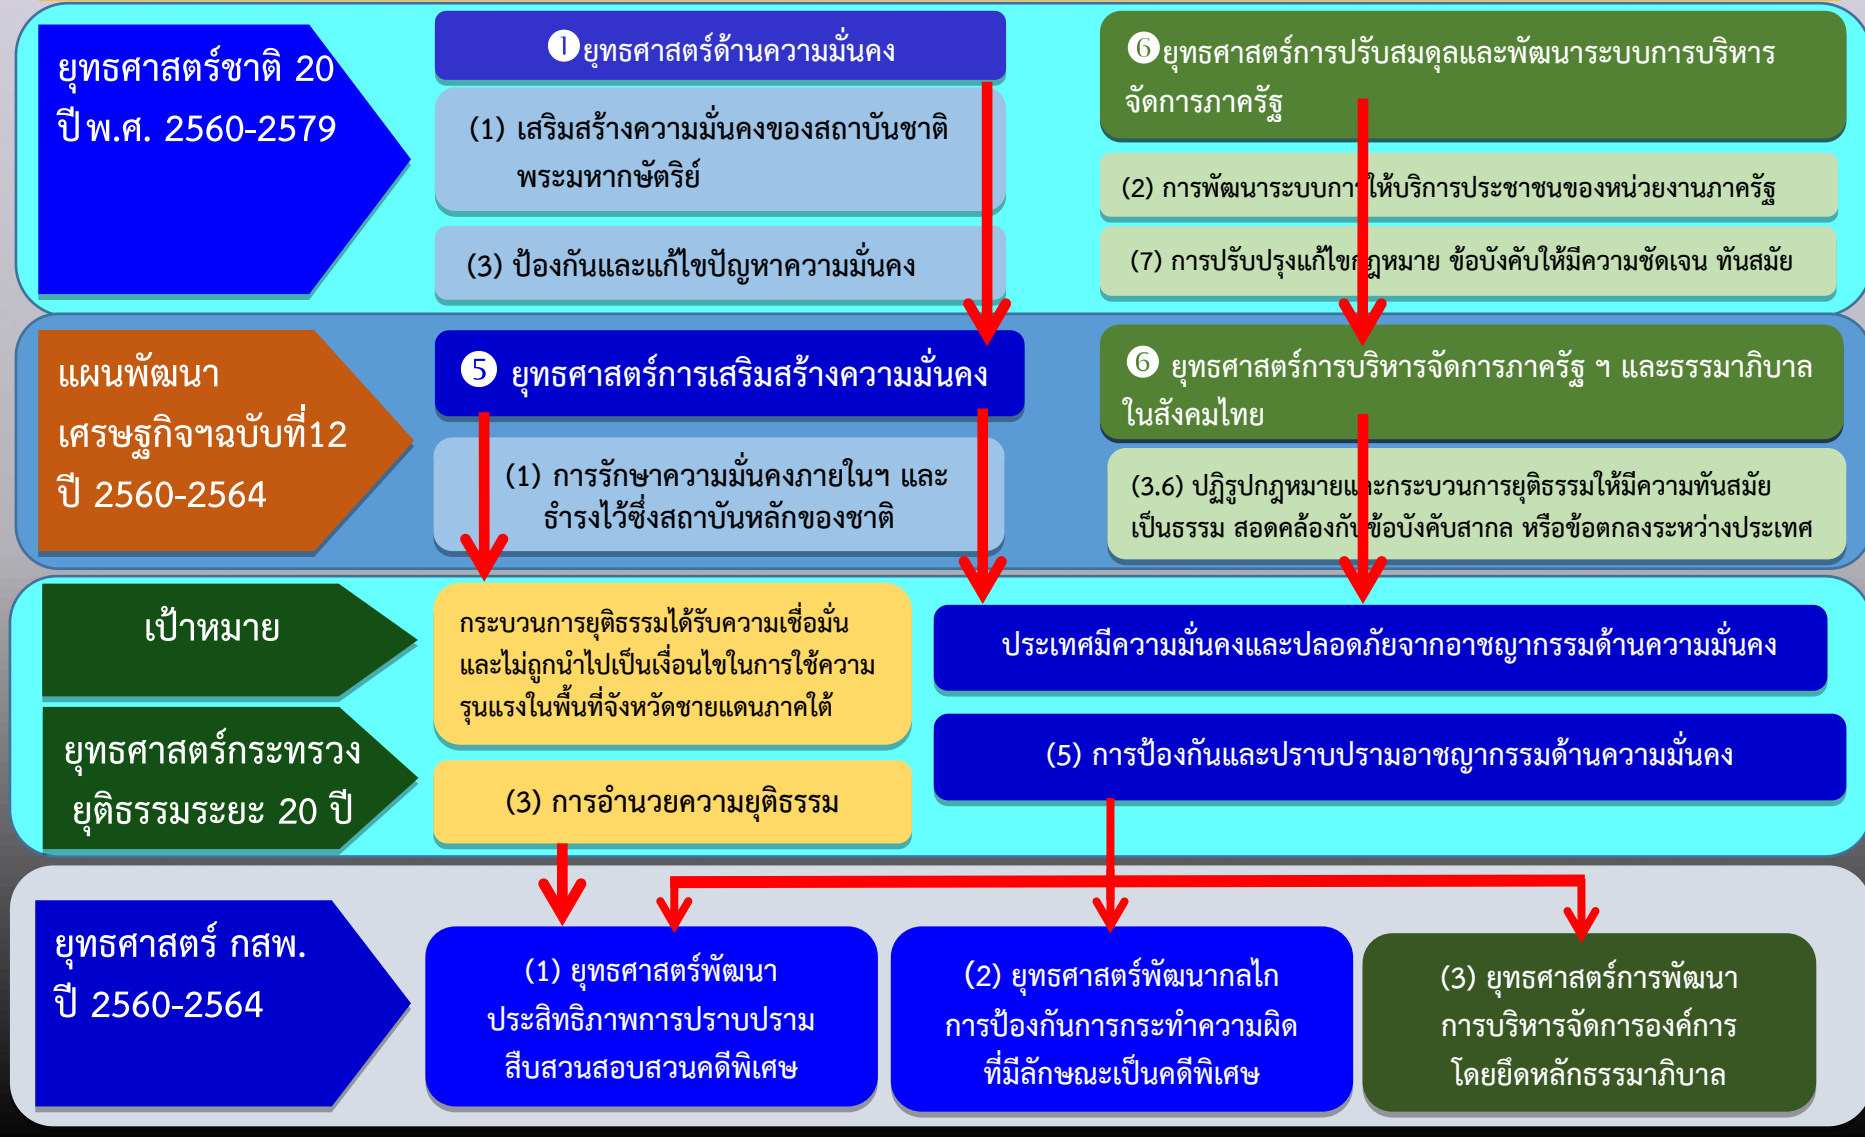 ยุทธศาสตร์ชาติ 20
ปี พ.ศ. 2560-2579
❶ยุทธศาสตร์ด้านความมั่นคง
(1) เสริมสร้างความมั่นคงของสถาบันชาติ
พระมหากษัตริย์
(3) ป้องกันและแก้ไขปัญหาความมั่นคง
❻ยุทธศาสตร์การปรับสมดุลและพัฒนาระบบการบริหาร
จัดการภาครัฐ
(2) การพัฒนาระบบการให้บริการประชาชนของหน่วยงานภาครัฐ
(7) การปรับปรุงแก้ไขกฎหมาย ข้อบังคับให้มีความชัดเจน ทันสมัย
แผนพัฒนา
เศรษฐกิจฯฉบับที่12
ปี 2560-2564
❺ ยุทธศาสตร์การเสริมสร้างความมั่นคง
(1) การรักษาความมั่นคงภายในฯ และ
ธำรงไว้ซึ่งสถาบันหลักของชาติ
❻ ยุทธศาสตร์การบริหารจัดการภาครัฐ ฯ และธรรมาภิบาล
ในสังคมไทย
(3.6) ปฏิรูปกฎหมายและกระบวนการยุติธรรมให้มีความทันสมัย
เป็นธรรม สอดคล้องกับข้อบังคับสากล หรือข้อตกลงระหว่างประเทศ
เป้าหมาย
กระบวนการยุติธรรมได้รับความเชื่อมั่น
และไม่ถูกนำไปเป็นเงื่อนไขในการใช้ความ
รุนแรงในพื้นที่จังหวัดชายแดนภาคใต้
ประเทศมีความมั่นคงและปลอดภัยจากอาชญากรรมด้านความมั่นคง
ยุทธศาสตร์กระทรวง
ยุติธรรมระยะ 20 ปี
(3) การอำนวยความยุติธรรม
(5) การป้องกันและปราบปรามอาชญากรรมด้านความมั่นคง
ยุทธศาสตร์ กสพ.
ปี 2560-2564
(1) ยุทธศาสตร์พัฒนา
ประสิทธิภาพการปราบปราม
สืบสวนสอบสวนคดีพิเศษ
(2) ยุทธศาสตร์พัฒนากลไก
การป้องกันการกระทำความผิด
ที่มีลักษณะเป็นคดีพิเศษ
(3) ยุทธศาสตร์การพัฒนา
การบริหารจัดการองค์การ
โดยยึดหลักธรรมาภิบาล